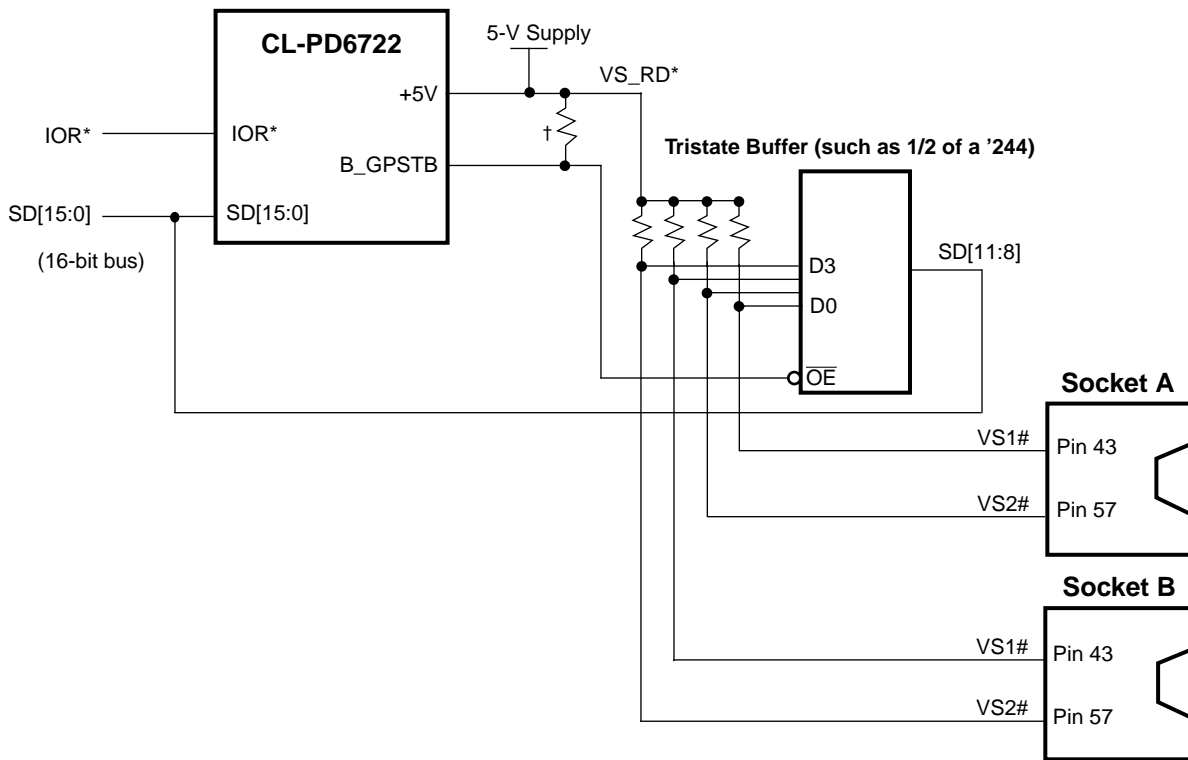 CL-PD6722
5-V Supply
VS_RD*
+5V
†
IOR*
IOR*
B_GPSTB
Tristate Buffer (such as 1/2 of a ’244)
SD[15:0]
SD[15:0]
(16-bit bus)
SD[11:8]
D3
D0
OE
Socket A
VS1#
Pin 43
VS2#
Pin 57
Socket B
VS1#
Pin 43
VS2#
Pin 57